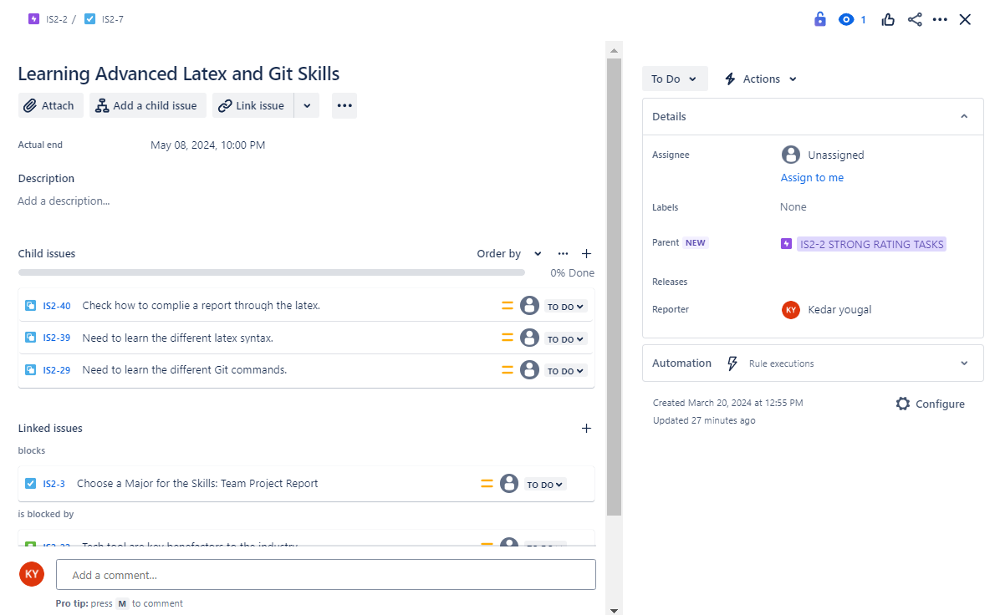 IS2-2 / IS2-7
1
Learning Advanced Latex and Git Skills
Attach Add a child issue Link issue
Actual end May 08, 2024, 10:00 PM
Description
Add a description...
Child issues Order by
0% Done
IS2-40 Check how to complie a report through the latex. TO DO
IS2-39 Need to learn the different latex syntax. TO DO
IS2-29 Need to learn the different Git commands. TO DO
Linked issues
blocks
IS2-3 Choose a Major for the Skills: Team Project Report TO DO
is blocked by
Tech tool are key benefactors to the industry
KY Add a comment...
Pro tip: press M to comment
To Do Actions
Details
Assignee Unassigned
Assign to me
Labels None
Parent NEW IS2-2 STRONG RATING TASKS
Releases
Reporter KY Kedar yougal
Automation Rule executions
Created March 20, 2024 at 12:55 PM Configure
Updated 27 minutes ago